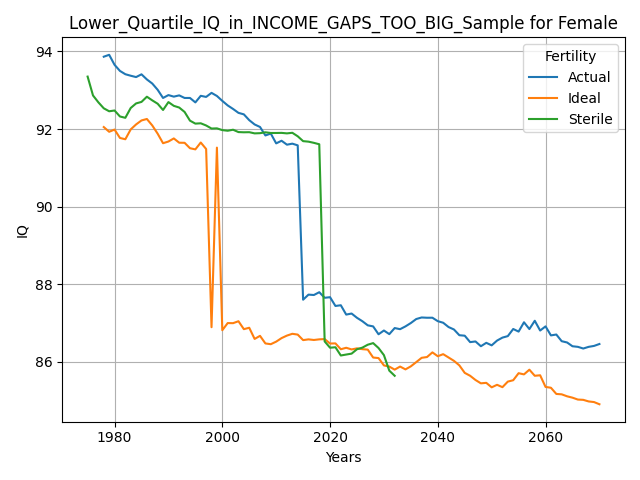 Lower_Quartile_IQ_in_INCOME_GAPS_TOO_BIG_Sample for Female
Fertility
Actual
Ideal
Sterile
94
92
90
88
86
IQ
1980
2000
2020
2040
2060
Years